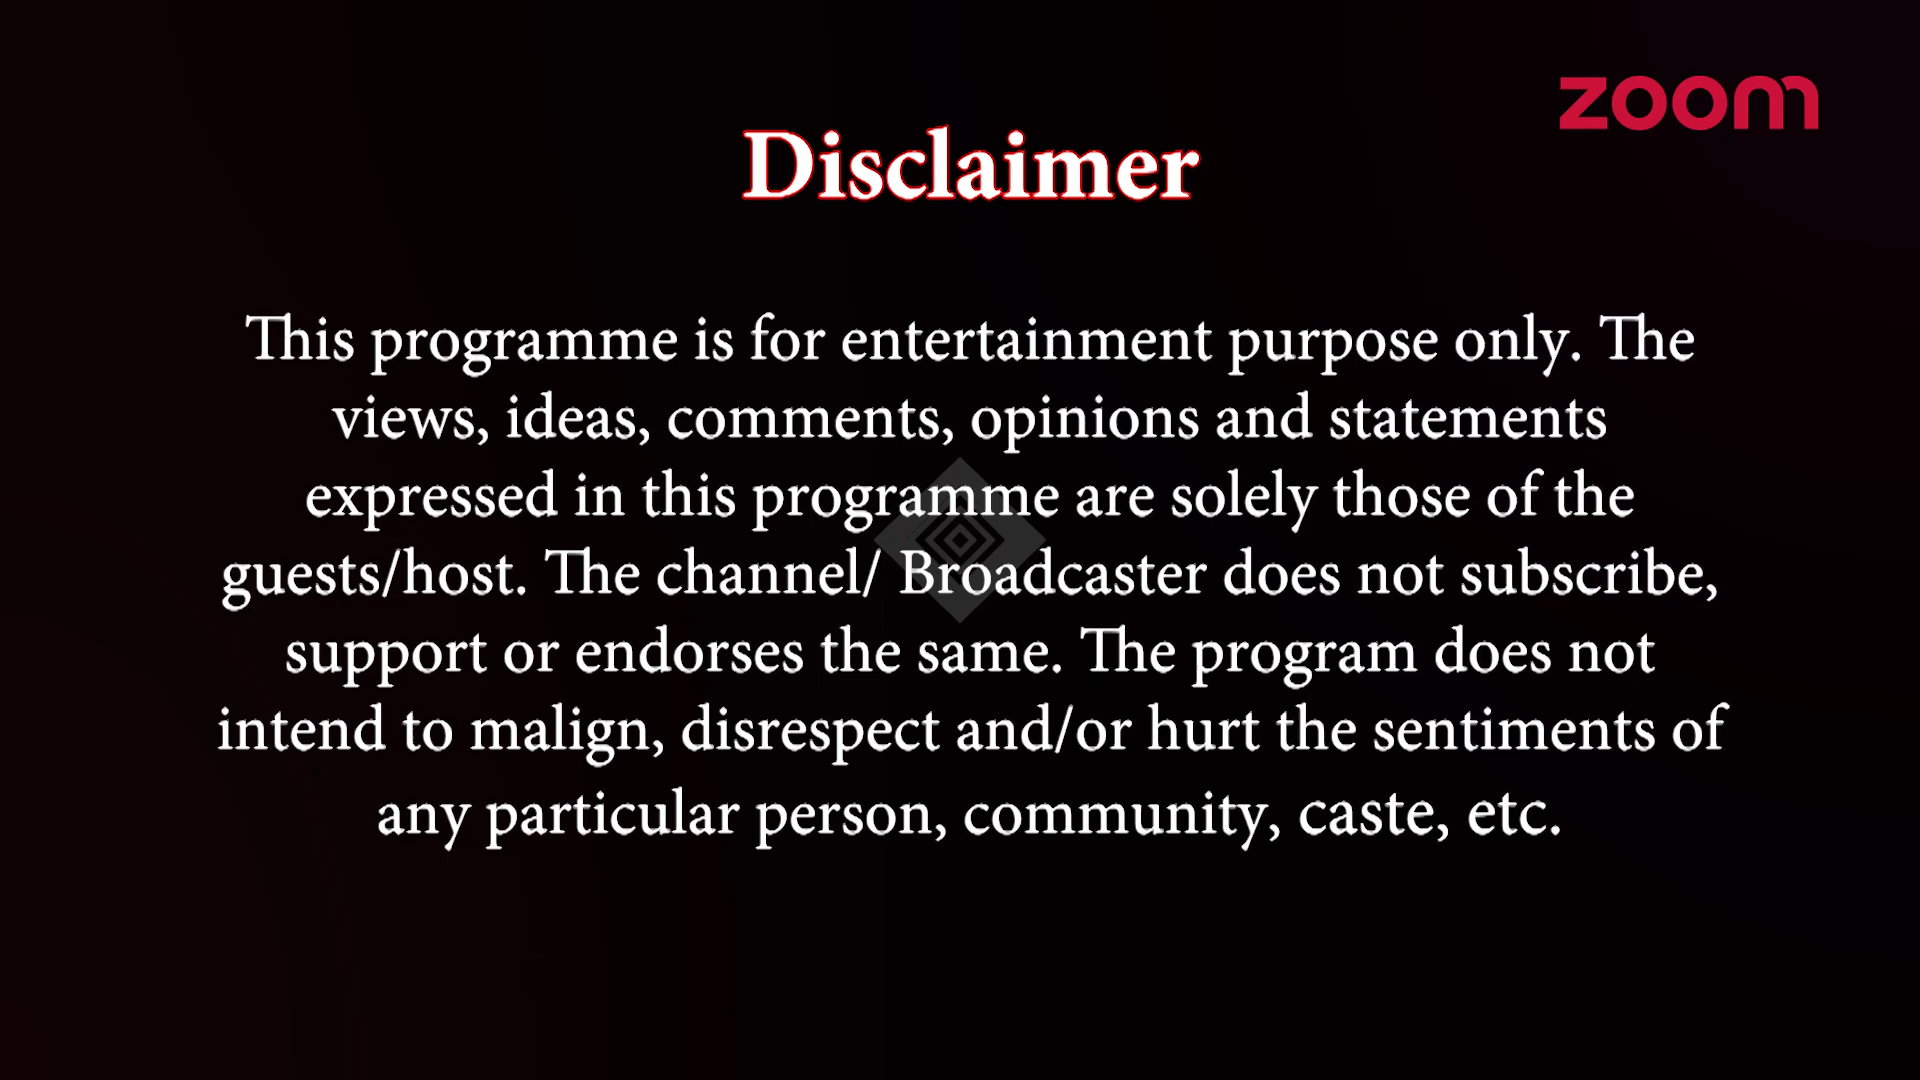 zoom
Disclaimer
This programme is for entertainment purpose only. The
views, ideas, comments, opinions and statements
expressed in this programme are solely those of the
guests/host. The channel/ Broadcaster does not subscribe,
support or endorses the same. The program does not
intend to malign, disrespect and/or hurt the sentiments of
any particular person, community, caste, etc.